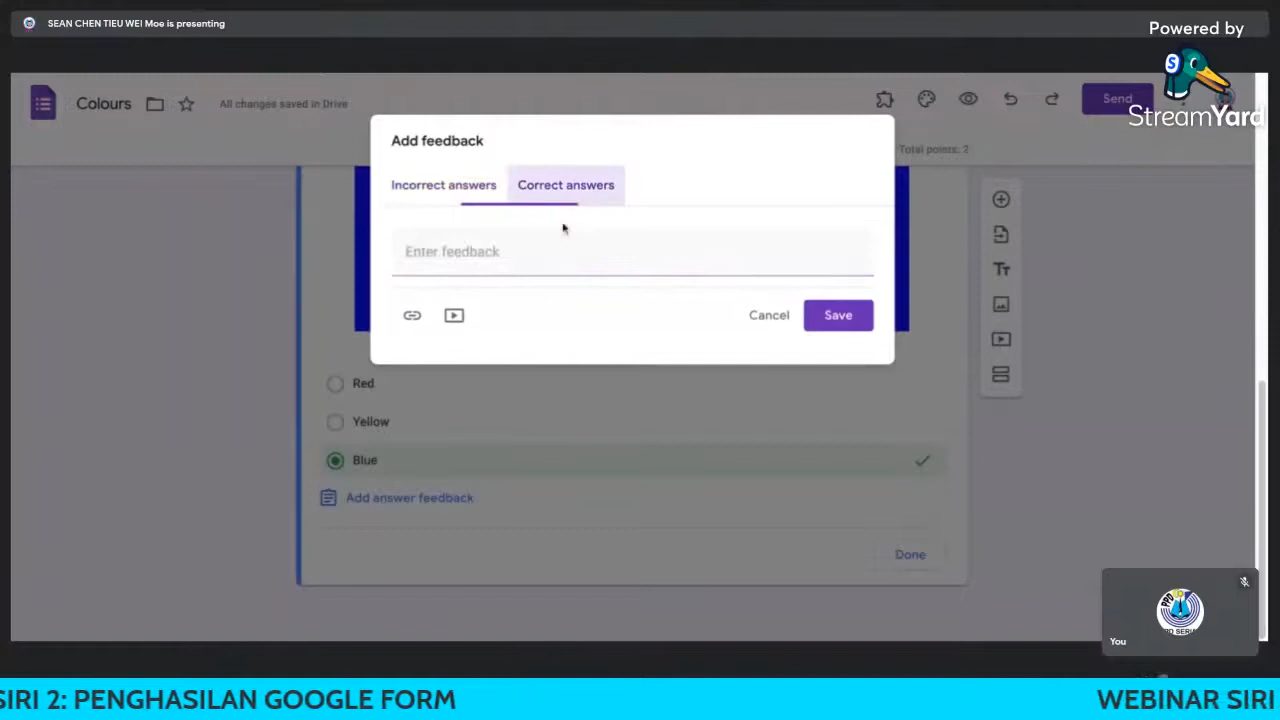 SEAN CHEN TIEU WEI Moe is presenting
Powered by
StreamYard
Colours
All changes saved in Drive
Send
Total points: 2
Add feedback
Incorrect answers
Correct answers
Enter feedback
Cancel
Save
Red
Yellow
Blue
Add answer feedback
Done
You
SIRI 2: PENGHASILAN GOOGLE FORM
WEBINAR SIRI